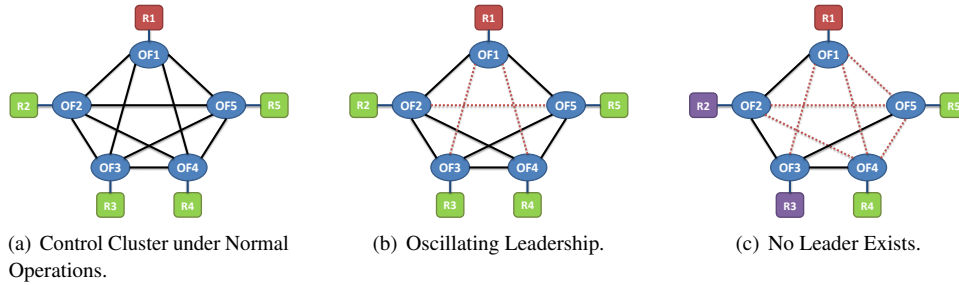 R1
OF1
R2
OF2
OF5
R5
OF3
OF4
R3
R4
(a) Control Cluster under Normal
Operations.
R1
OF1
R2
OF2
OF5
R5
OF3
OF4
R3
R4
(b) Oscillating Leadership.
R1
OF1
R2
OF2
OF5
R5
OF3
OF4
R3
R4
(c) No Leader Exists.